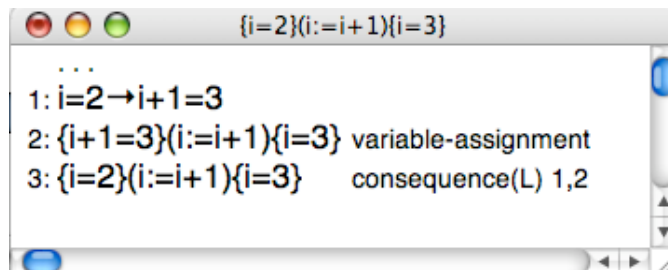 {i=2}(i:=i+1){i=3}
...
1: i=2→i+1=3
2: {i+1=3}(i:=i+1){i=3} variable-assignment
3: {i=2}(i:=i+1){i=3} consequence(L) 1,2